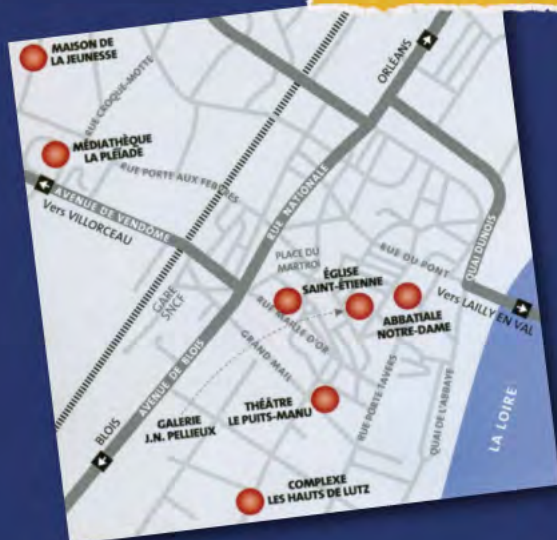 MAISON DE
LA JEUNESSE
RUE CROQUE-MOTTE
ORLÉANS
MÉDIATHÈQUE
LA PLÉIADE
RUE PORTE AUX FEBVRES
AVENUE DE VENDÔME
Vers VILLORCEAU
RUE NATIONALE
GARE
SNCF
PLACE DU
MARTROI
ÉGLISE
SAINT-ÉTIENNE
RUE DU PONT
QUAI DUNOIS
Vers LAILLY EN VAL
ABBATIALE
NOTRE-DAME
RUE MAILLE D'OR
GRAND MAIL
AVENUE DE BLOIS
BLOIS
GALERIE
J.N. PELLIEUX
THÉÂTRE
LE PUITS-MANU
RUE PORTE TAVERS
QUAI DE L'ABBAYE
LA LOIRE
COMPLEXE
LES HAUTS DE LUTZ